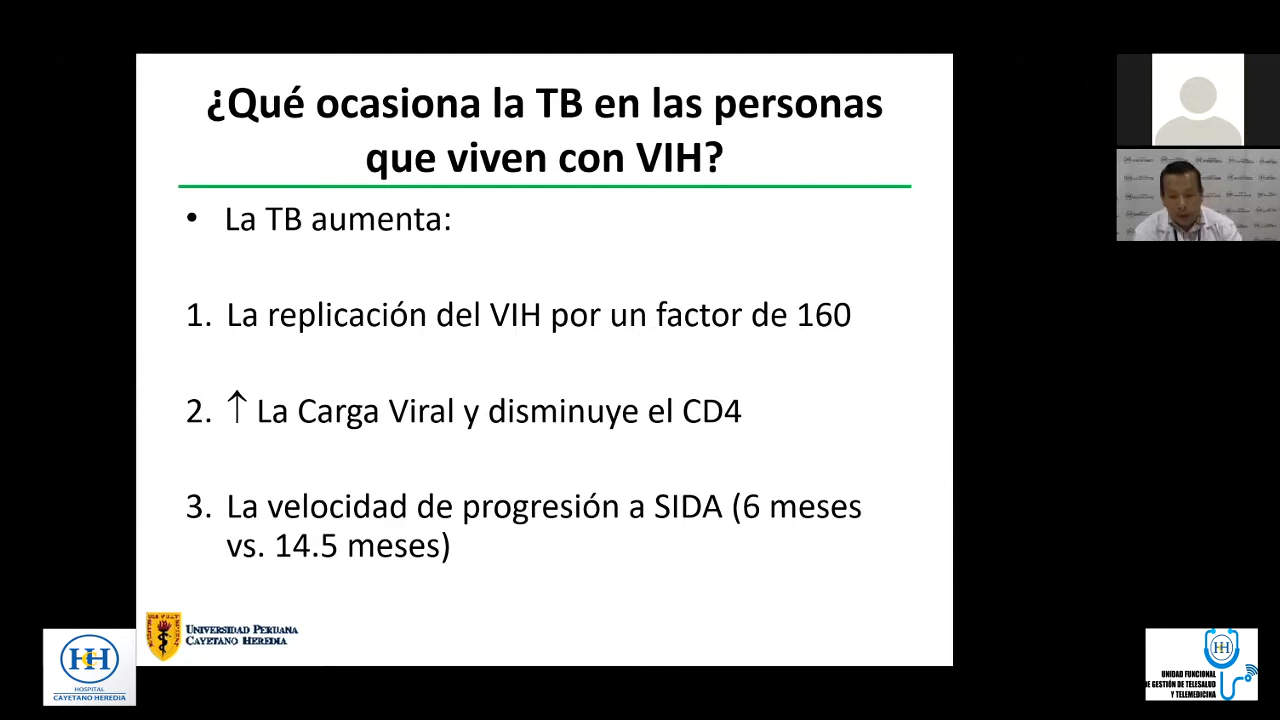 ¿Qué ocasiona la TB en las personas
que viven con VIH?
• La TB aumenta:
1. La replicación del VIH por un factor de 160
2. ↑ La Carga Viral y disminuye el CD4
3. La velocidad de progresión a SIDA (6 meses
vs. 14.5 meses)
UNIVERSIDAD PERUANA
CAYETANO HEREDIA
HOSPITAL
CAYETANO HEREDIA
UNIDAD FUNCIONAL
DE GESTIÓN DE TELESALUD
Y TELEMEDICINA